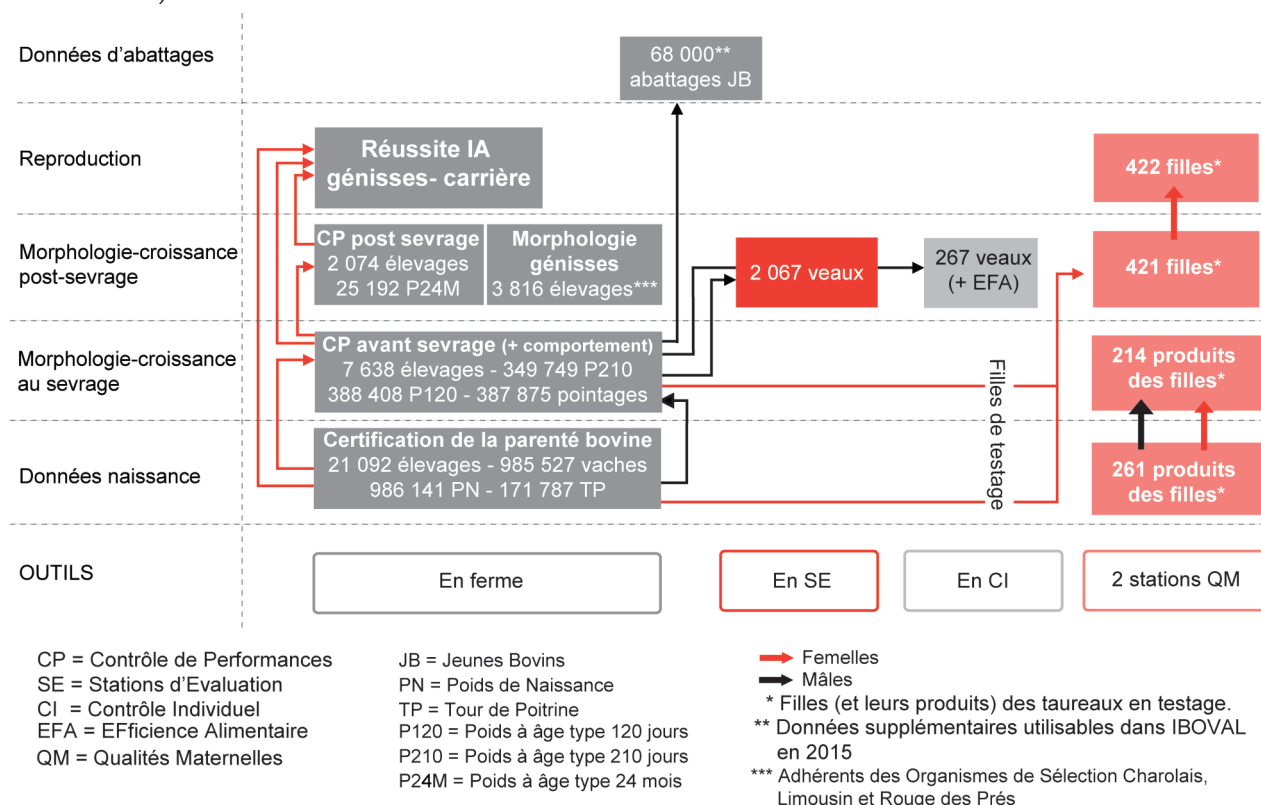 Données d'abattages
68 000**
abattages JB
Reproduction
Réussite IA
génisses- carrière
422 filles*
Morphologie-croissance
post-sevrage
CP post sevrage
2 074 élevages
25 192 P24M
Morphologie
génisses
3 816 élevages***
2 067 veaux
267 veaux
(+ EFA)
421 filles*
Morphologie-croissance
au sevrage
CP avant sevrage (+ comportement)
7 638 élevages - 349 749 P210
388 408 P120 - 387 875 pointages
214 produits
des filles*
Filles de testage
Données naissance
Certification de la parenté bovine
21 092 élevages - 985 527 vaches
986 141 PN - 171 787 TP
261 produits
des filles*
OUTILS
En ferme
En SE
En CI
2 stations QM
CP = Contrôle de Performances
SE = Stations d'Evaluation
CI = Contrôle Individuel
EFA = EFficience Alimentaire
QM = Qualités Maternelles
JB = Jeunes Bovins
PN = Poids de Naissance
TP = Tour de Poitrine
P120 = Poids à âge type 120 jours
P210 = Poids à âge type 210 jours
P24M = Poids à âge type 24 mois
Femelles
Mâles
* Filles (et leurs produits) des taureaux en testage.
** Données supplémentaires utilisables dans IBOVAL
en 2015
*** Adhérents des Organismes de Sélection Charolais,
Limousin et Rouge des Prés